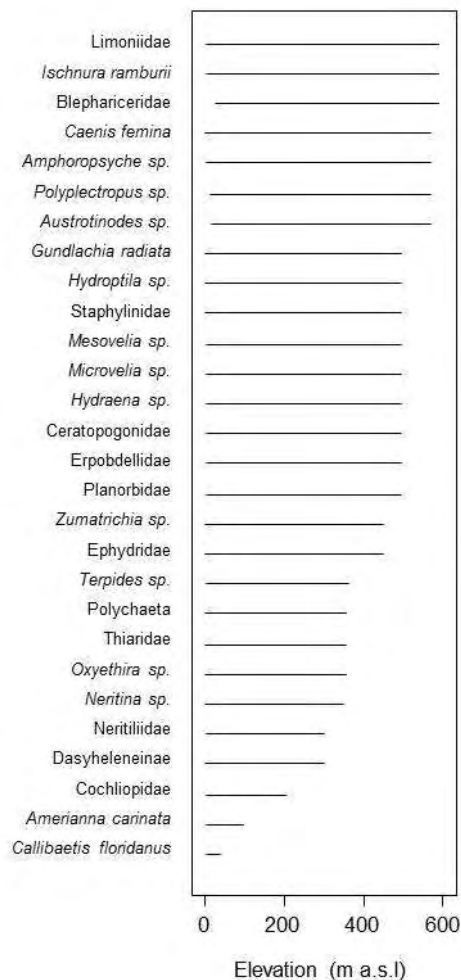 Limoniidae
Ischnura ramburii
Blephariceridae
Caenis femina
Amphoropsyche sp.
Polyplectropus sp.
Austrotinodes sp.
Gundlachia radiata
Hydroptila sp.
Staphylinidae
Mesovelia sp.
Microvelia sp.
Hydraena sp.
Ceratopogonidae
Erpobdellidae
Planorbidae
Zumatrichia sp.
Ephydridae
Terpides sp.
Polychaeta
Thiaridae
Oxyethira sp.
Neritina sp.
Neritiliidae
Dasyheleneinae
Cochliopidae
Amerianna carinata
Callibaetis floridanus
0 200 400 600
Elevation (m a.s.l)